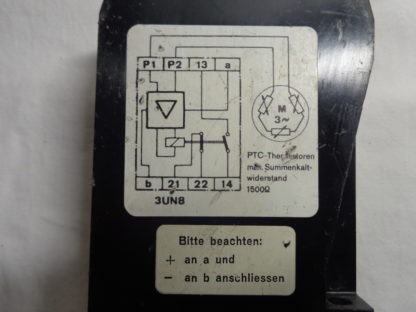 P1 P2 13 a
M
3~
b 21 22 14
3UN8
PTC-Thermistoren
max. Summenkalt-
widerstand
1500Ω
Bitte beachten:
+ an a und
− an b anschliessen